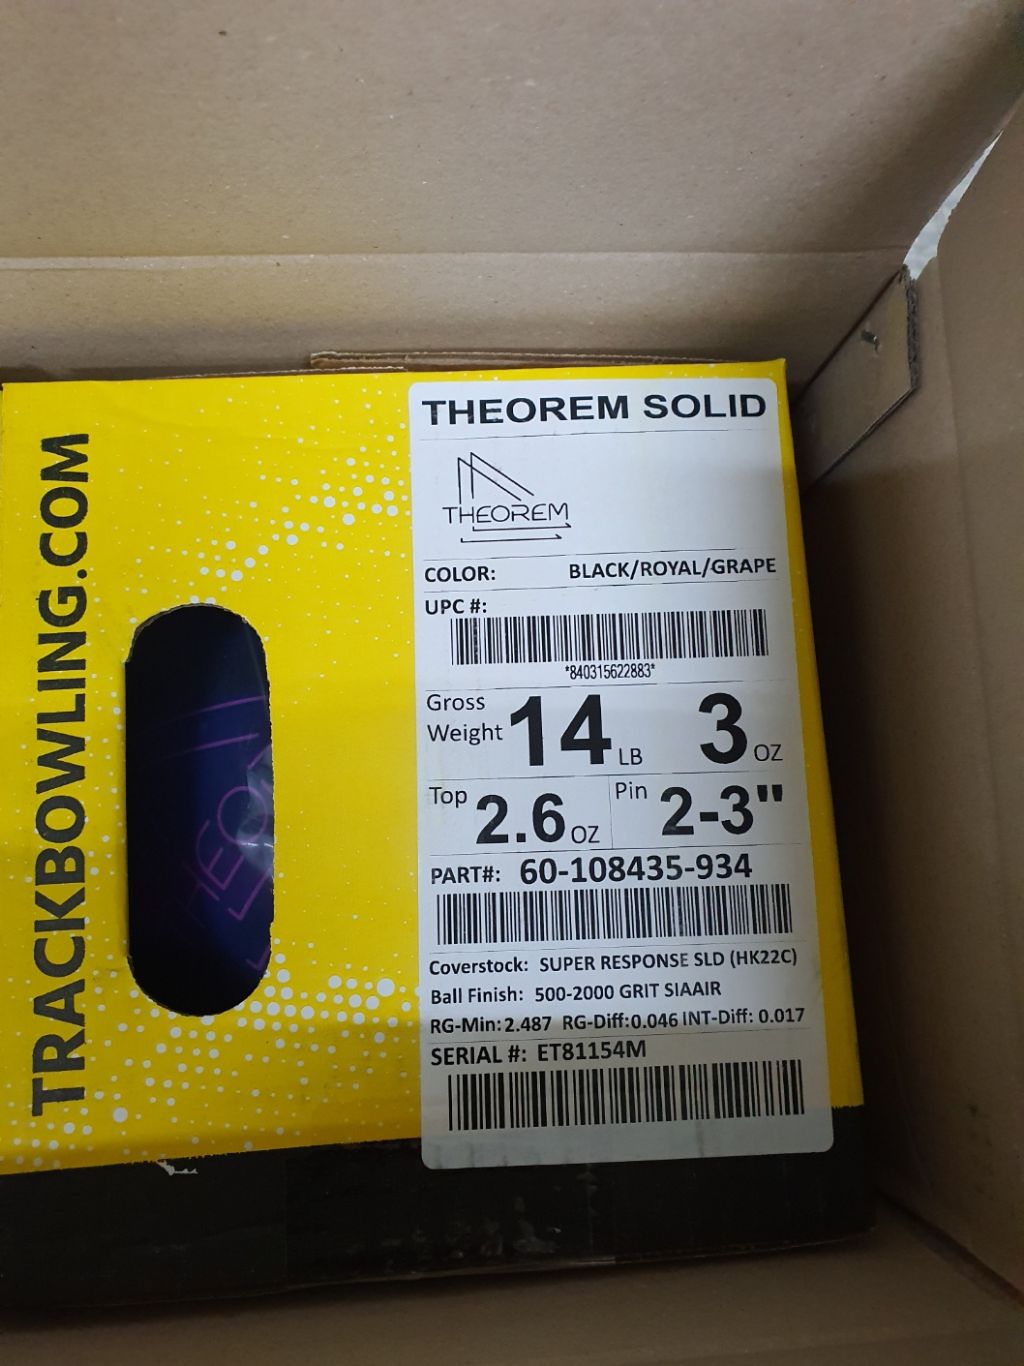 TRACKBOWLING.COM
THEOREM SOLID
THEOREM
COLOR: BLACK/ROYAL/GRAPE
UPC #:
*840315622883*
Gross Weight 14 LB 3 OZ
Top 2.6 OZ Pin 2-3"
PART#: 60-108435-934
Coverstock: SUPER RESPONSE SLD (HK22C)
Ball Finish: 500-2000 GRIT SIAAIR
RG-Min: 2.487 RG-Diff:0.046 INT-Diff: 0.017
SERIAL #: ET81154M